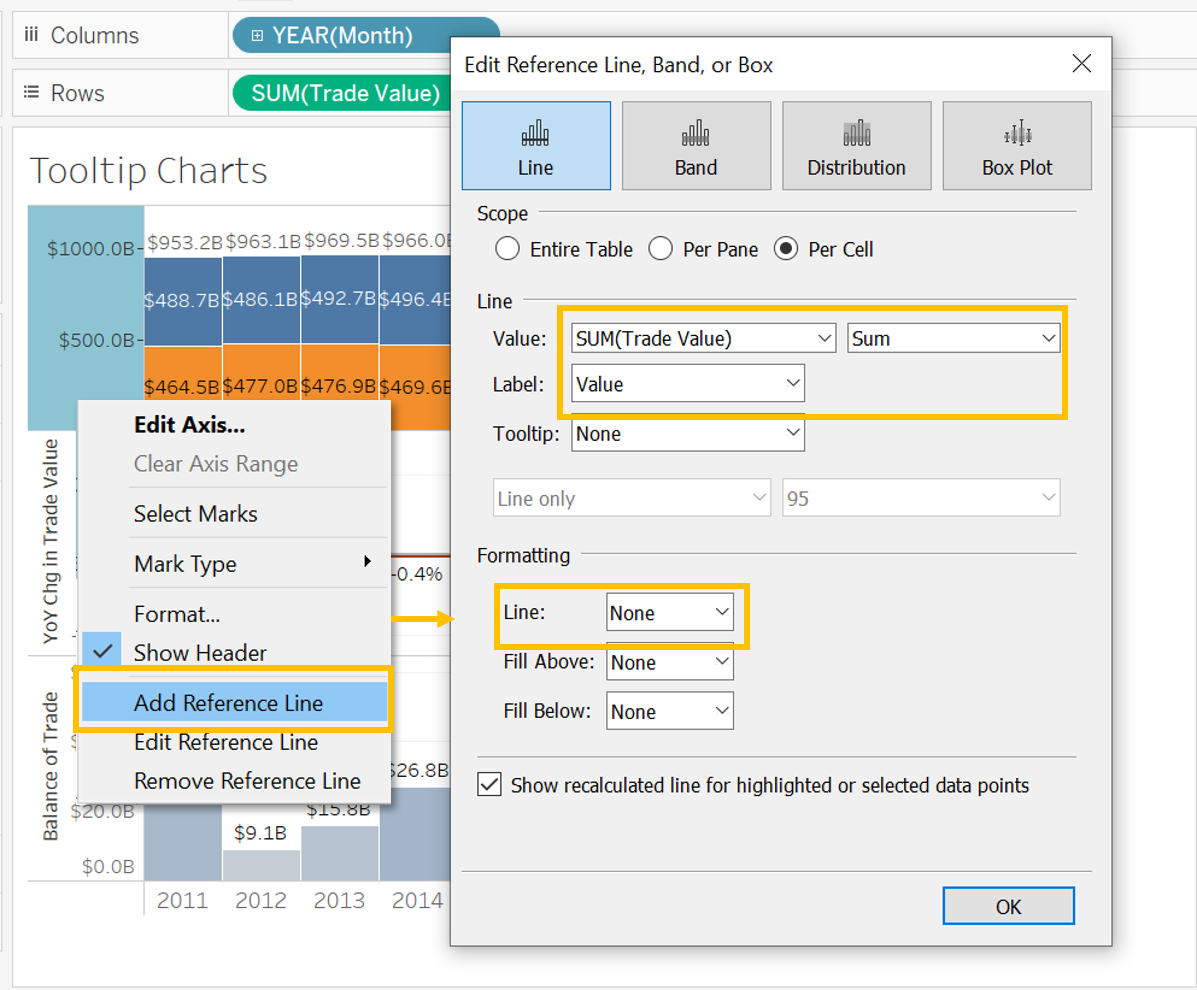 Columns
YEAR(Month)
Rows
SUM(Trade Value)
Tooltip Charts
$1000.0B
$500.0B
$953.2B $963.1B $969.5B $966.0B
$488.7B $486.1B $492.7B $496.4B
$464.5B $477.0B $476.9B $469.6B
YoY Chg in Trade Value
-0.4%
Balance of Trade
$26.8B
$20.0B
$15.8B
$9.1B
$0.0B
2011 2012 2013 2014
Edit Axis...
Clear Axis Range
Select Marks
Mark Type
Format...
Show Header
Add Reference Line
Edit Reference Line
Remove Reference Line
Edit Reference Line, Band, or Box
Line
Band
Distribution
Box Plot
Scope
Entire Table
Per Pane
Per Cell
Line
Value: SUM(Trade Value) Sum
Label: Value
Tooltip: None
Line only 95
Formatting
Line: None
Fill Above: None
Fill Below: None
Show recalculated line for highlighted or selected data points
OK